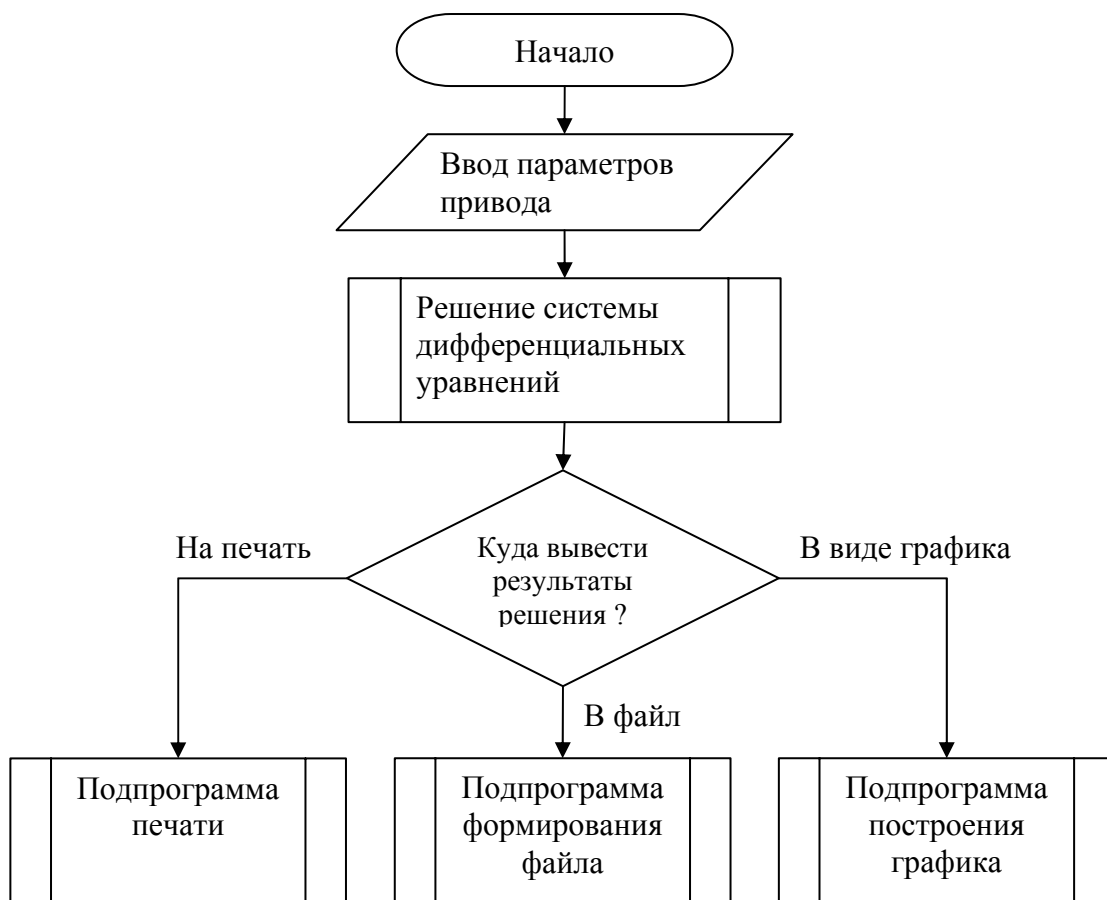 Начало
Ввод параметров
привода
Решение системы
дифференциальных
уравнений
На печать
Куда вывести
результаты
решения ?
В виде графика
В файл
Подпрограмма
печати
Подпрограмма
формирования
файла
Подпрограмма
построения
графика